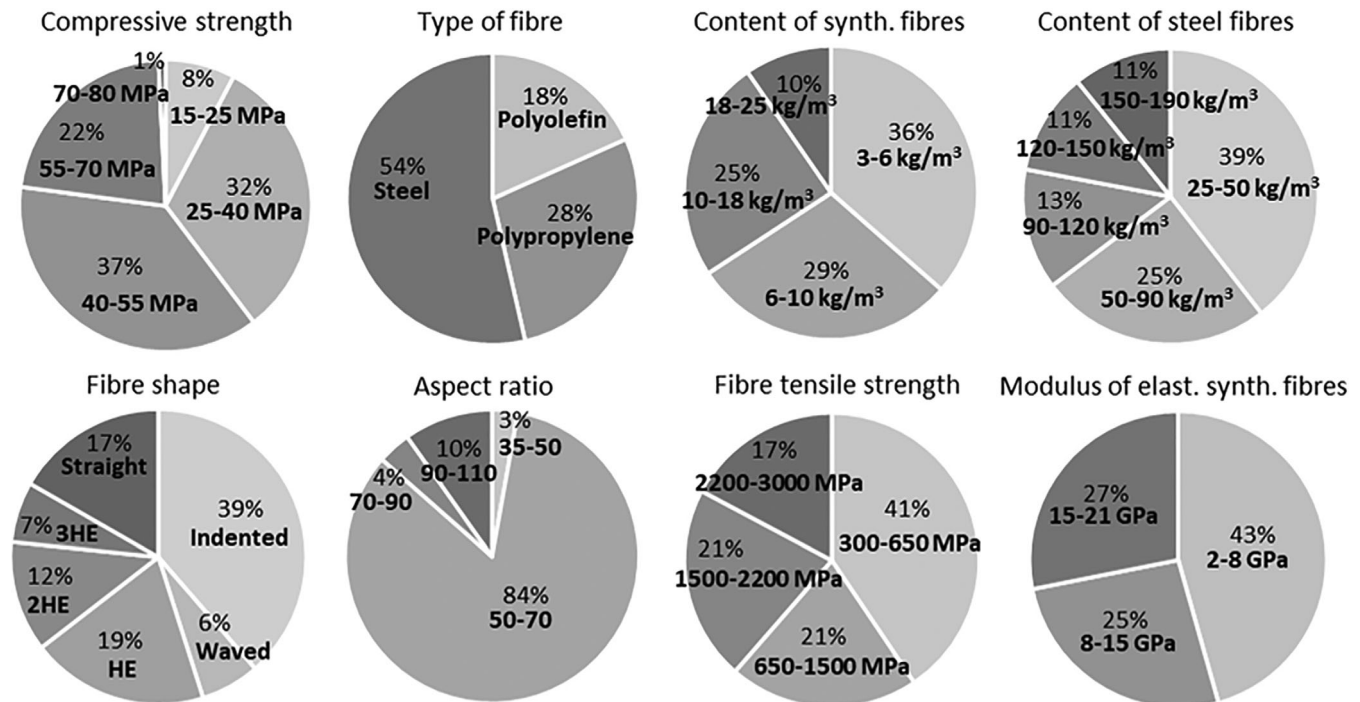 Compressive strength
1%
8%
70-80 MPa
15-25 MPa
22%
55-70 MPa
32%
25-40 MPa
37%
40-55 MPa
Type of fibre
18%
Polyolefin
54%
Steel
28%
Polypropylene
Content of synth. fibres
10%
18-25 kg/m³
36%
3-6 kg/m³
25%
10-18 kg/m³
29%
6-10 kg/m³
Content of steel fibres
11%
150-190 kg/m³
11%
120-150 kg/m³
39%
25-50 kg/m³
13%
90-120 kg/m³
25%
50-90 kg/m³
Fibre shape
17%
Straight
39%
Indented
7%
3HE
12%
2HE
6%
Waved
19%
HE
Aspect ratio
3%
35-50
10%
90-110
4%
70-90
84%
50-70
Fibre tensile strength
17%
2200-3000 MPa
41%
300-650 MPa
21%
1500-2200 MPa
21%
650-1500 MPa
Modulus of elast. synth. fibres
27%
15-21 GPa
43%
2-8 GPa
25%
8-15 GPa